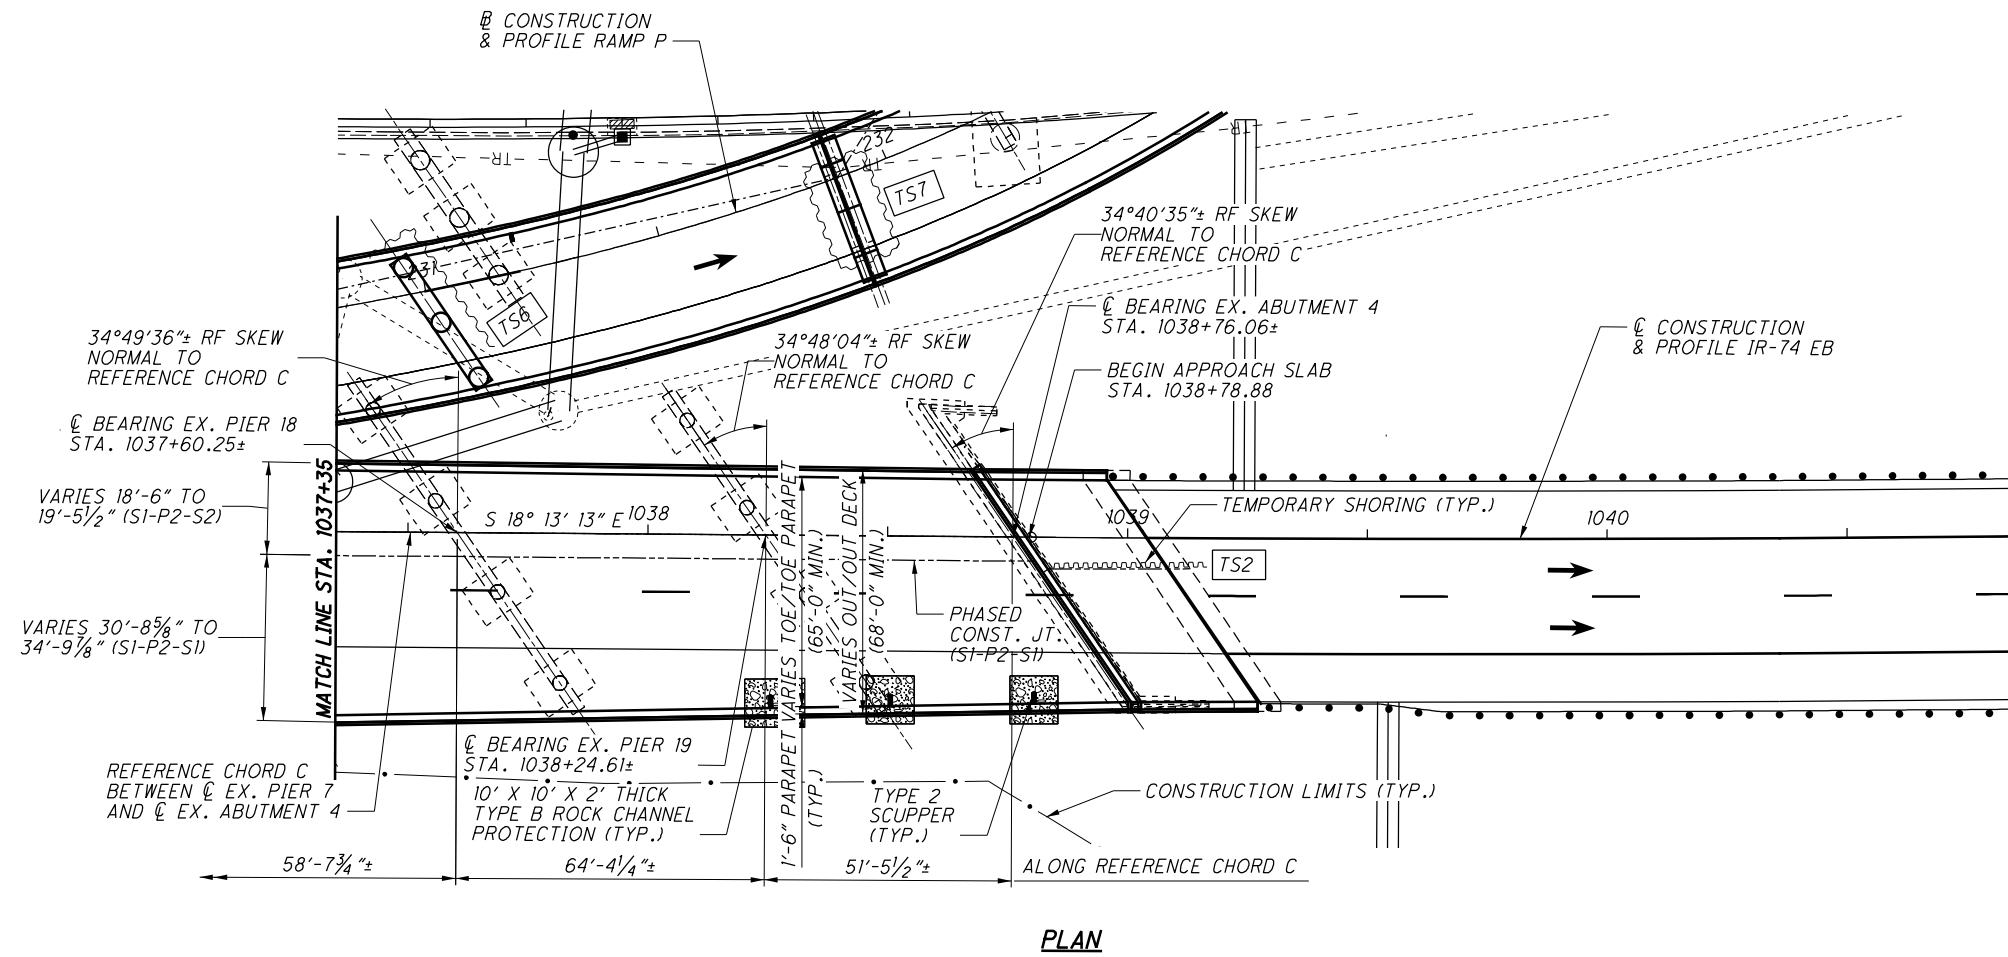 ℄ CONSTRUCTION
& PROFILE RAMP P
TR
232
TR
TR
TS7
231
TS6
34°40'35"± RF SKEW
NORMAL TO
REFERENCE CHORD C
℄ BEARING EX. ABUTMENT 4
STA. 1038+76.06±
℄ CONSTRUCTION
& PROFILE IR-74 EB
34°49'36"± RF SKEW
NORMAL TO
REFERENCE CHORD C
34°48'04"± RF SKEW
NORMAL TO
REFERENCE CHORD C
BEGIN APPROACH SLAB
STA. 1038+78.88
℄ BEARING EX. PIER 18
STA. 1037+60.25±
VARIES 18'-6" TO
19'-5½" (S1-P2-S2)
MATCH LINE STA. 1037+35
S 18° 13' 13" E
1038
1039
TEMPORARY SHORING (TYP.)
1040
TS2
1'-6" PARAPET
(TYP.)
VARIES TOE/TOE PARAPET
(65'-0" MIN.)
VARIES OUT/OUT DECK
(68'-0" MIN.)
VARIES 30'-8⅝" TO
34'-9⅞" (S1-P2-S1)
PHASED
CONST. JT.
(S1-P2-S1)
℄ BEARING EX. PIER 19
STA. 1038+24.61±
REFERENCE CHORD C
BETWEEN ℄ EX. PIER 7
AND ℄ EX. ABUTMENT 4
10' X 10' X 2' THICK
TYPE B ROCK CHANNEL
PROTECTION (TYP.)
TYPE 2
SCUPPER
(TYP.)
CONSTRUCTION LIMITS (TYP.)
58'-7¾"±
64'-4¼"±
51'-5½"±
ALONG REFERENCE CHORD C
PLAN